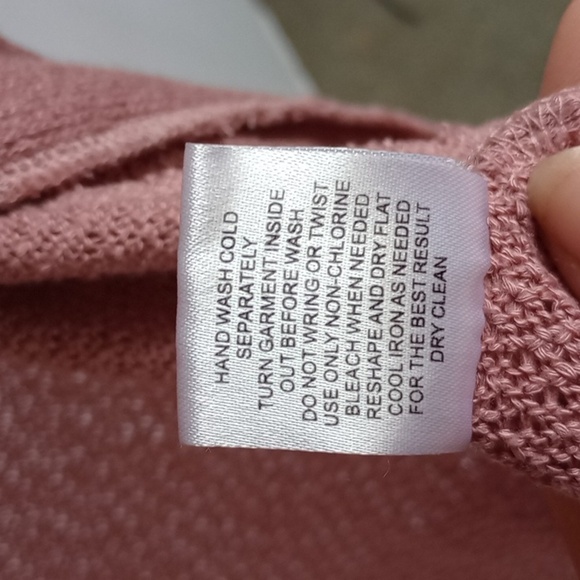 HAND WASH COLD
SEPARATELY
TURN GARMENT INSIDE
OUT BEFORE WASH
DO NOT WRING OR TWIST
USE ONLY NON-CHLORINE
BLEACH WHEN NEEDED
RESHAPE AND DRY FLAT
COOL IRON AS NEEDED
FOR THE BEST RESULT
DRY CLEAN